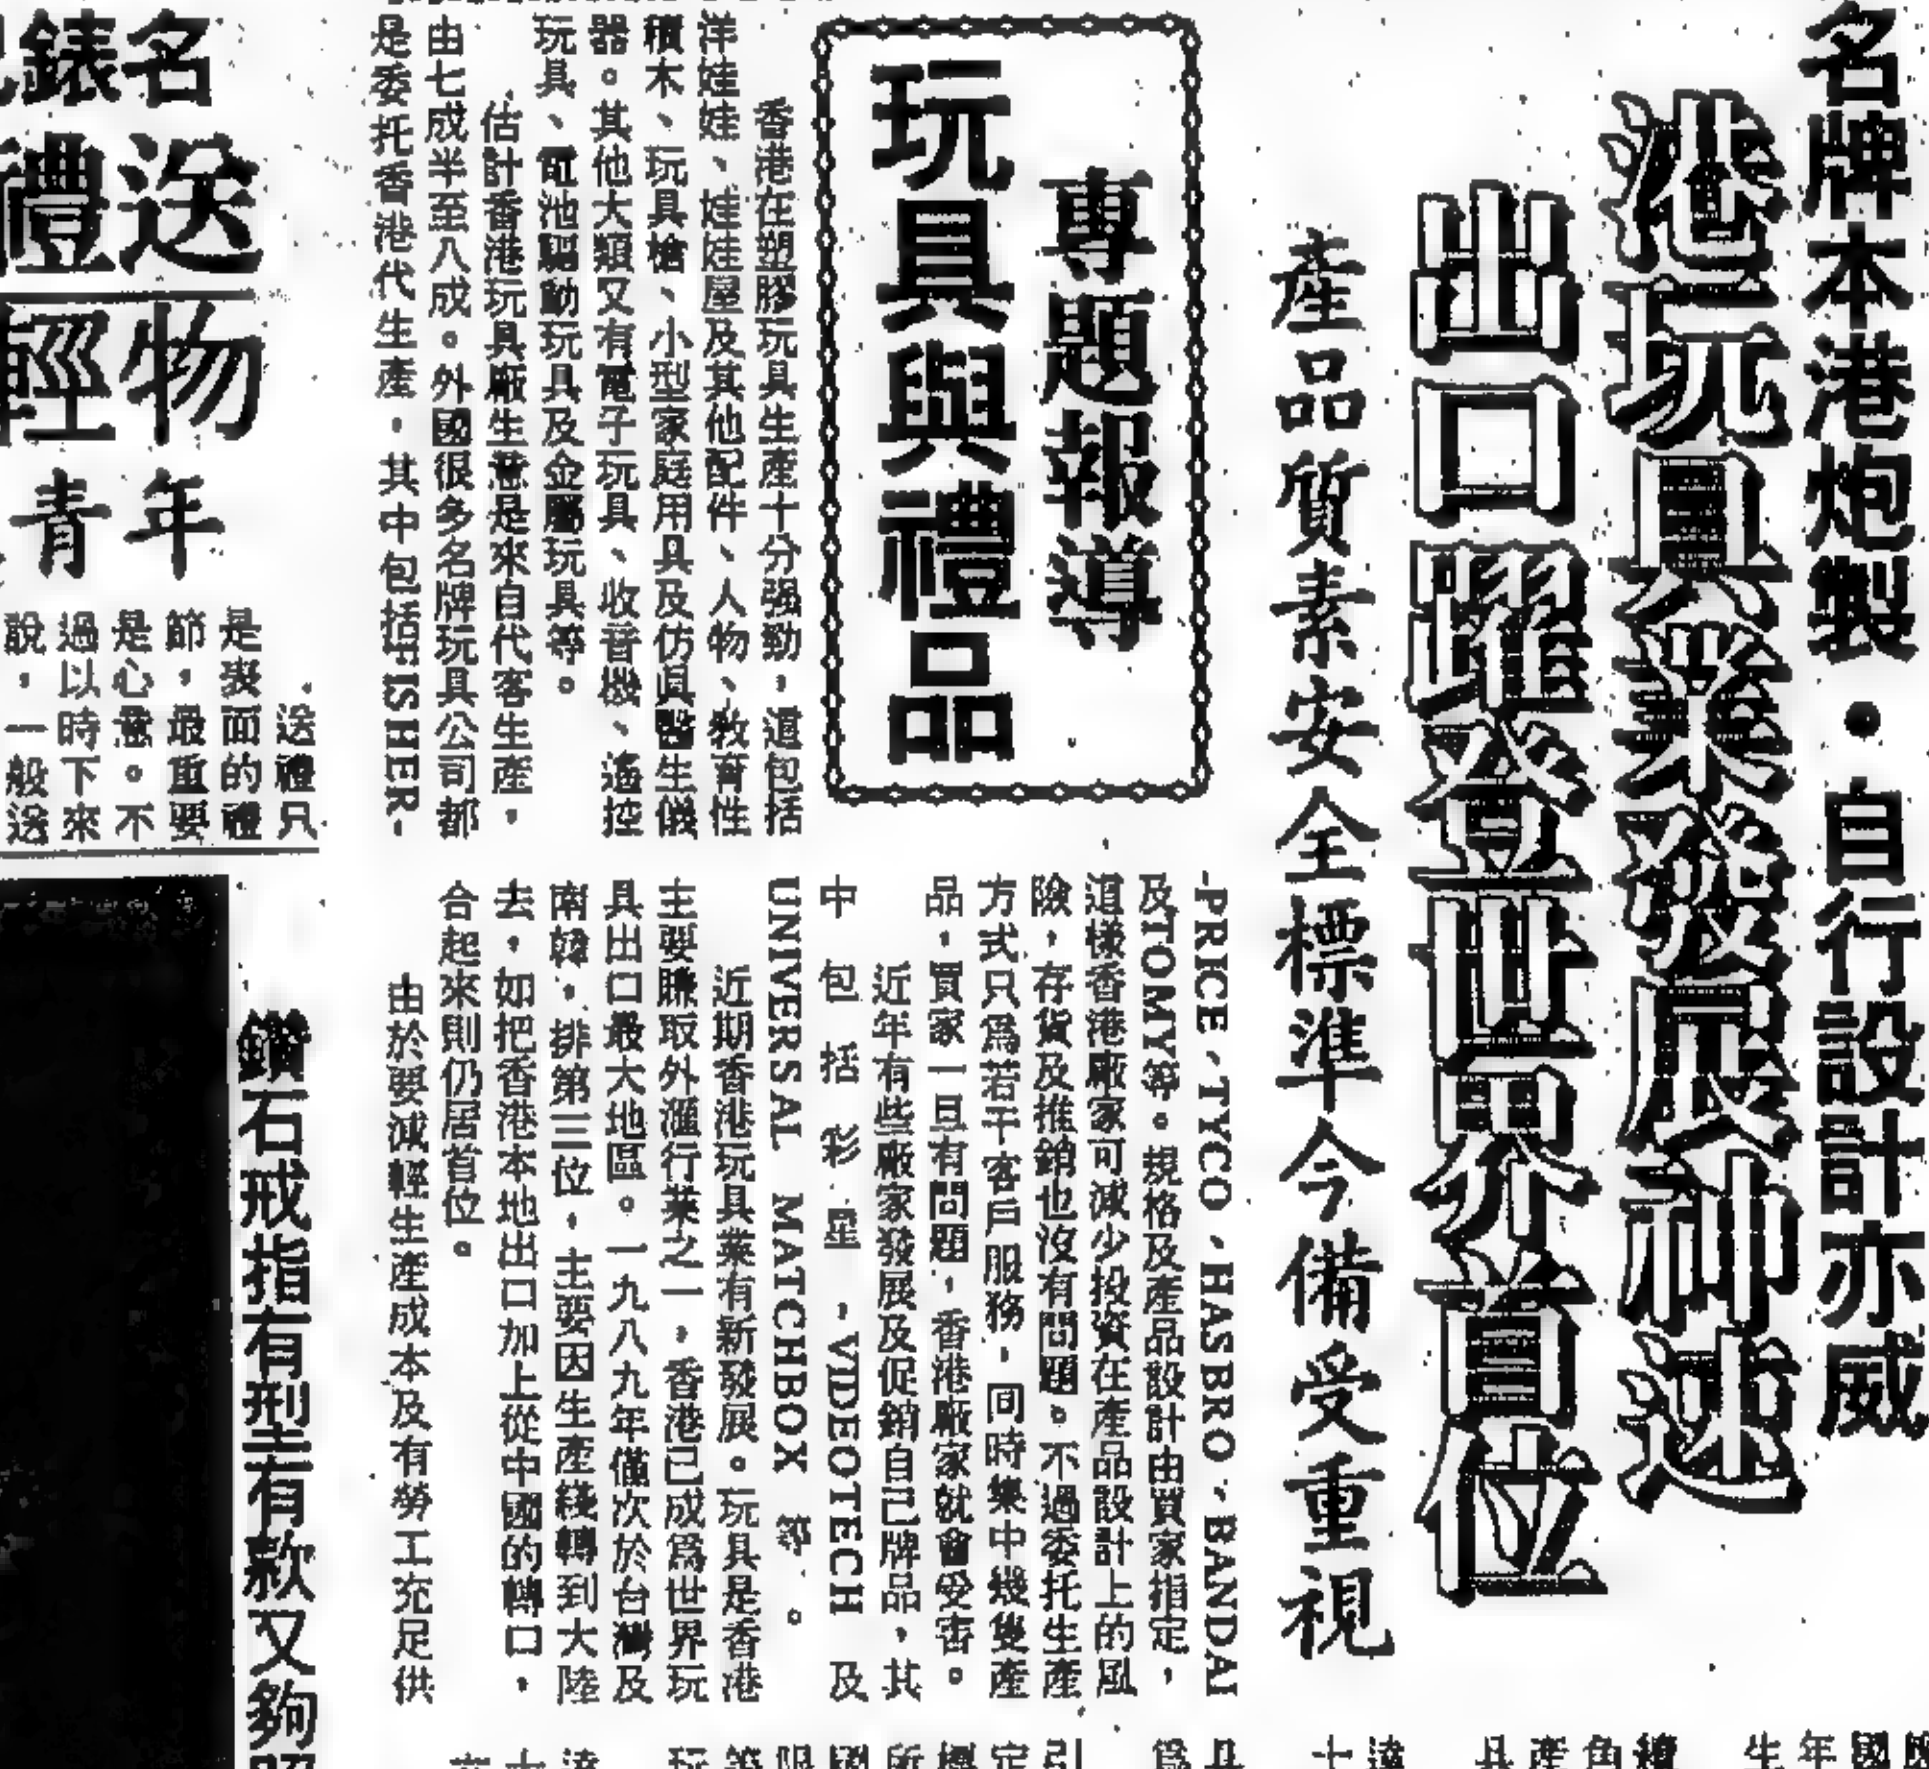 名牌本港炮製・自行設計亦威
港玩具業發展神速
出口躍登世界首位
產品質素安全標準今備受重視
專題報導
玩具與禮品
香港在塑膠玩具生產十分强勁，這包括
洋娃娃、娃娃屋及其他配件、人物、教育性
積木、玩具槍、小型家庭用具及仿眞醫生儀
器。其他大類又有電子玩具、收音機、遙控
玩具、電池驅動玩具及金屬玩具等。
估計香港玩具廠生意是來自代客生產，
由七成半至八成。外國很多名牌玩具公司都
是委托香港代生產，其中包括FISHER-
-PRICE、TYCO、HASBRO、BANDAI
及TOMY等。規格及產品設計由買家指定，
這樣香港廠家可減少投資在產品設計上的風
險，存貨及推銷也沒有問題。不過委托生產
方式只爲若干客戶服務，同時集中幾隻產
品，買家一旦有問題，香港廠家就會受害。
近年有些廠家發展及促銷自己牌品，其
中包括彩星，VIDEOTECH及
UNIVERSAL MATCHBOX 等。
近期香港玩具業有新發展。玩具是香港
主要賺取外滙行業之一，香港已成爲世界玩
具出口最大地區。一九八九年僅次於台灣及
南韓，排第三位，主要因生產綫轉到大陸
去，如把香港本地出口加上從中國的轉口，
合起來則仍居首位。
由於要減輕生產成本及有勞工充足供
名錶
送禮
物輕
年青
送禮只
是表面的禮
節，最重要
是心意。不
過以時下來
說，一般送
鑽石戒指有型有款又夠